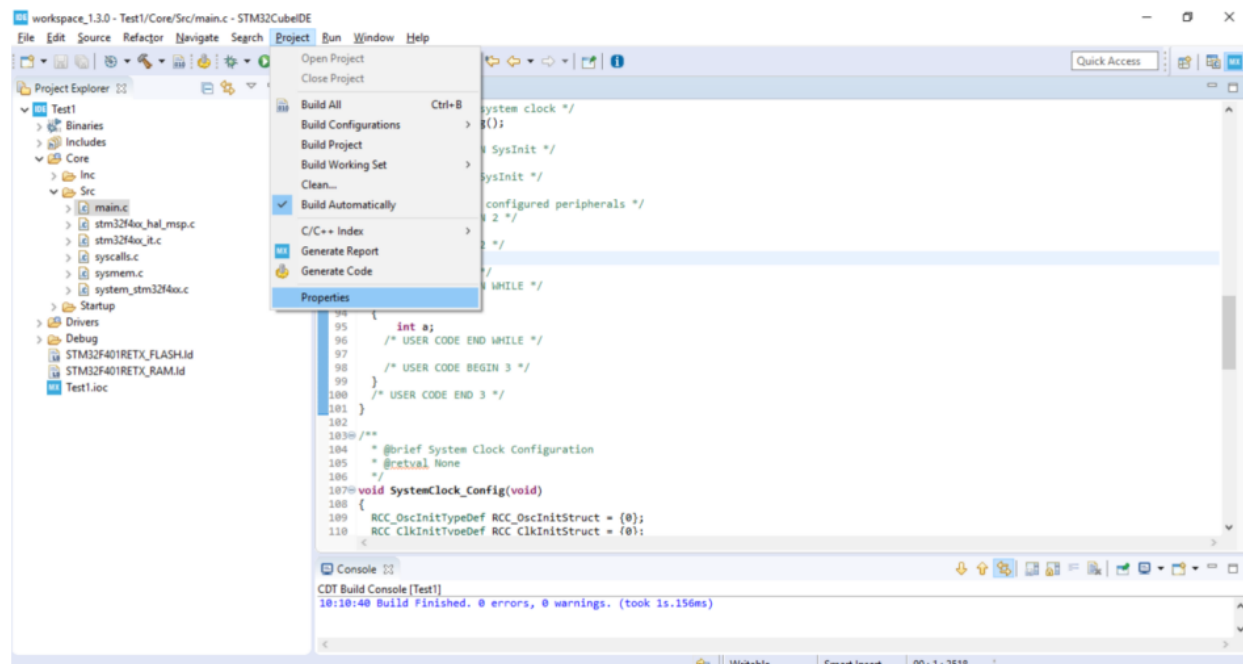 IDE workspace_1.3.0 - Test1/Core/Src/main.c - STM32CubeIDE
File Edit Source Refactor Navigate Search Project Run Window Help
Quick Access
MX
Project Explorer
IDE Test1
Binaries
Includes
Core
Inc
Src
main.c
stm32f4xx_hal_msp.c
stm32f4xx_it.c
syscalls.c
sysmem.c
system_stm32f4xx.c
Startup
Drivers
Debug
STM32F401RETX_FLASH.ld
STM32F401RETX_RAM.ld
MX Test1.ioc
Open Project
Close Project
Build All Ctrl+B
Build Configurations
Build Project
Build Working Set
Clean...
Build Automatically
C/C++ Index
MX Generate Report
Generate Code
Properties
system clock */
g();
N SysInit */
SysInit */
configured peripherals */
N 2 */
2 */
*/
N WHILE */
94 {
95 int a;
96 /* USER CODE END WHILE */
97
98 /* USER CODE BEGIN 3 */
99 }
100 /* USER CODE END 3 */
101 }
102
103 /**
104 * @brief System Clock Configuration
105 * @retval None
106 */
107 void SystemClock_Config(void)
108 {
109 RCC_OscInitTypeDef RCC_OscInitStruct = {0};
110 RCC_ClkInitTypeDef RCC_ClkInitStruct = {0};
Console
CDT Build Console [Test1]
10:10:40 Build Finished. 0 errors, 0 warnings. (took 1s.156ms)
Writable Smart Insert